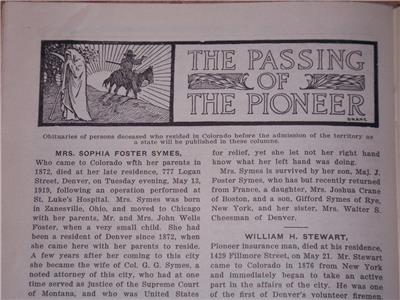 THE PASSING
OF
THE PIONEER
Obituaries of persons deceased who resided in Colorado before the admission of the territory as
a state will be published in these columns.
MRS. SOPHIA FOSTER SYMES,
Who came to Colorado with her parents in
1872, died at her late residence, 777 Logan
Street, Denver, on Tuesday evening, May 13,
1919, following an operation performed at
St. Luke's Hospital. Mrs. Symes was born
in Zanesville, Ohio, and moved to Chicago
with her parents, Mr. and Mrs. John Wells
Foster, when a very small child. She had
been a resident of Denver since 1872, when
she came here with her parents to reside.
A few years after her coming to this city
she became the wife of Col. G. G. Symes, a
noted attorney of this city, who had at one
time served as justice of the Supreme Court
of Montana, and who was United States
for relief, yet she let not her right hand
know what her left hand was doing.
Mrs. Symes is survived by her son, Maj. J.
Foster Symes, who has but recently returned
from France, a daughter, Mrs. Joshua Crane
of Boston, and a son, Gifford Symes of Rye,
New York, and her sister, Mrs. Walter S.
Cheesman of Denver.
WILLIAM H. STEWART,
Pioneer insurance man, died at his residence,
1429 Fillmore Street, on May 21. Mr. Stewart
came to Colorado in 1876 from New York
and immediately began to take an active
part in the affairs of the city. He was one
of the first of Denver's volunteer firemen,